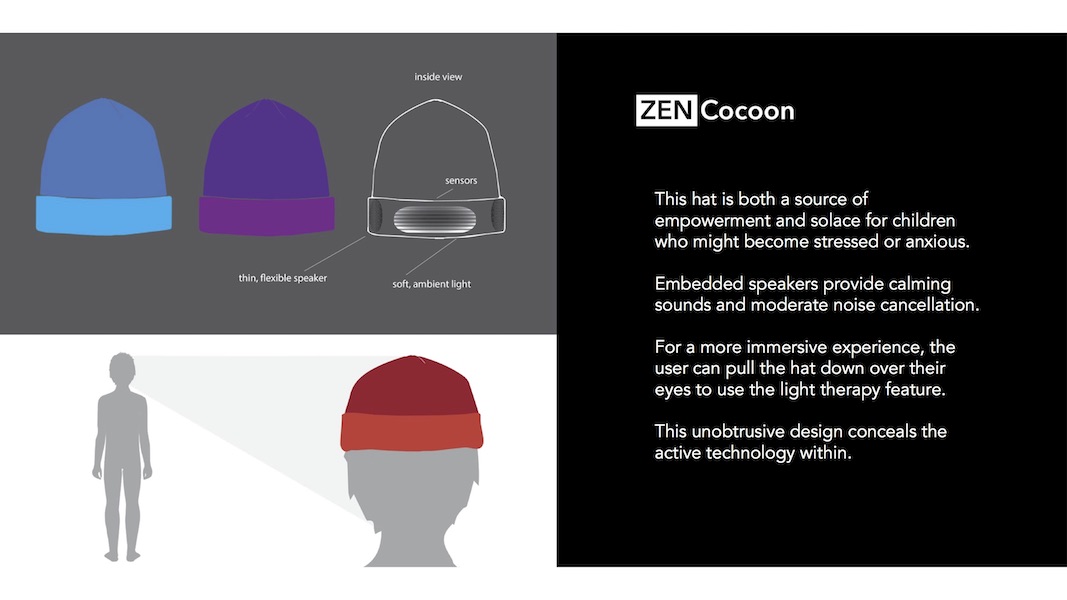 inside view
sensors
thin, flexible speaker
soft, ambient light
ZEN Cocoon
This hat is both a source of
empowerment and solace for children
who might become stressed or anxious.
Embedded speakers provide calming
sounds and moderate noise cancellation.
For a more immersive experience, the
user can pull the hat down over their
eyes to use the light therapy feature.
This unobtrusive design conceals the
active technology within.